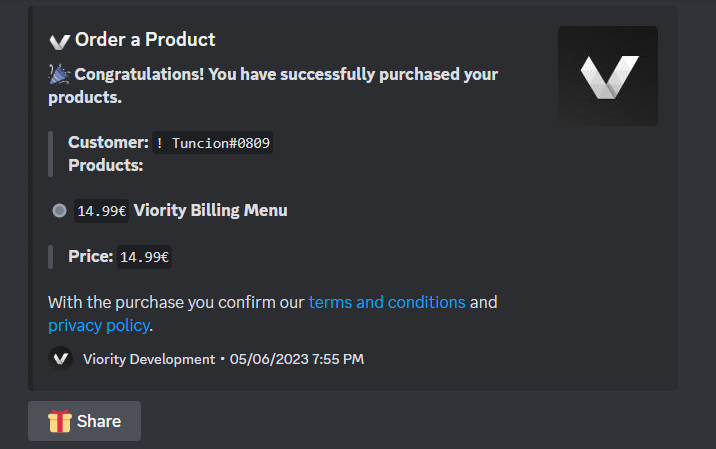 Order a Product
Congratulations! You have successfully purchased your
products.
Customer: ! Tuncion#0809
Products:
14.99€ Viority Billing Menu
Price: 14.99€
With the purchase you confirm our terms and conditions and
privacy policy.
Viority Development • 05/06/2023 7:55 PM
Share